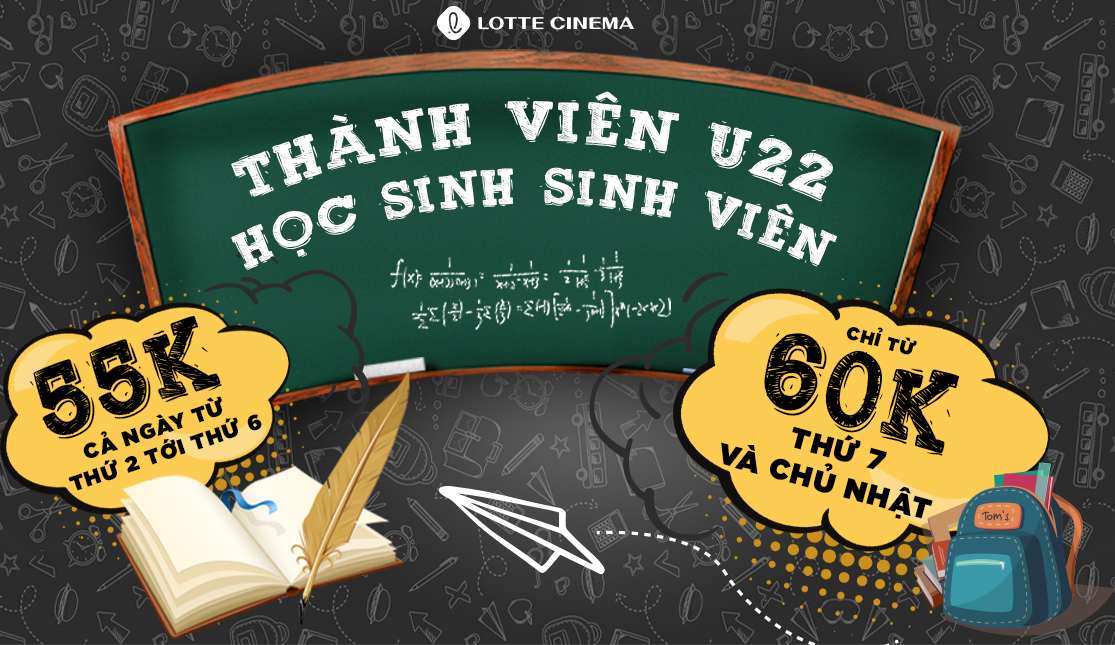 LOTTE CINEMA
THÀNH VIÊN U22
HỌC SINH SINH VIÊN
55K
CẢ NGÀY TỪ
THỨ 2 TỚI THỨ 6
CHỈ TỪ
60K
THỨ 7
VÀ CHỦ NHẬT
Tom's